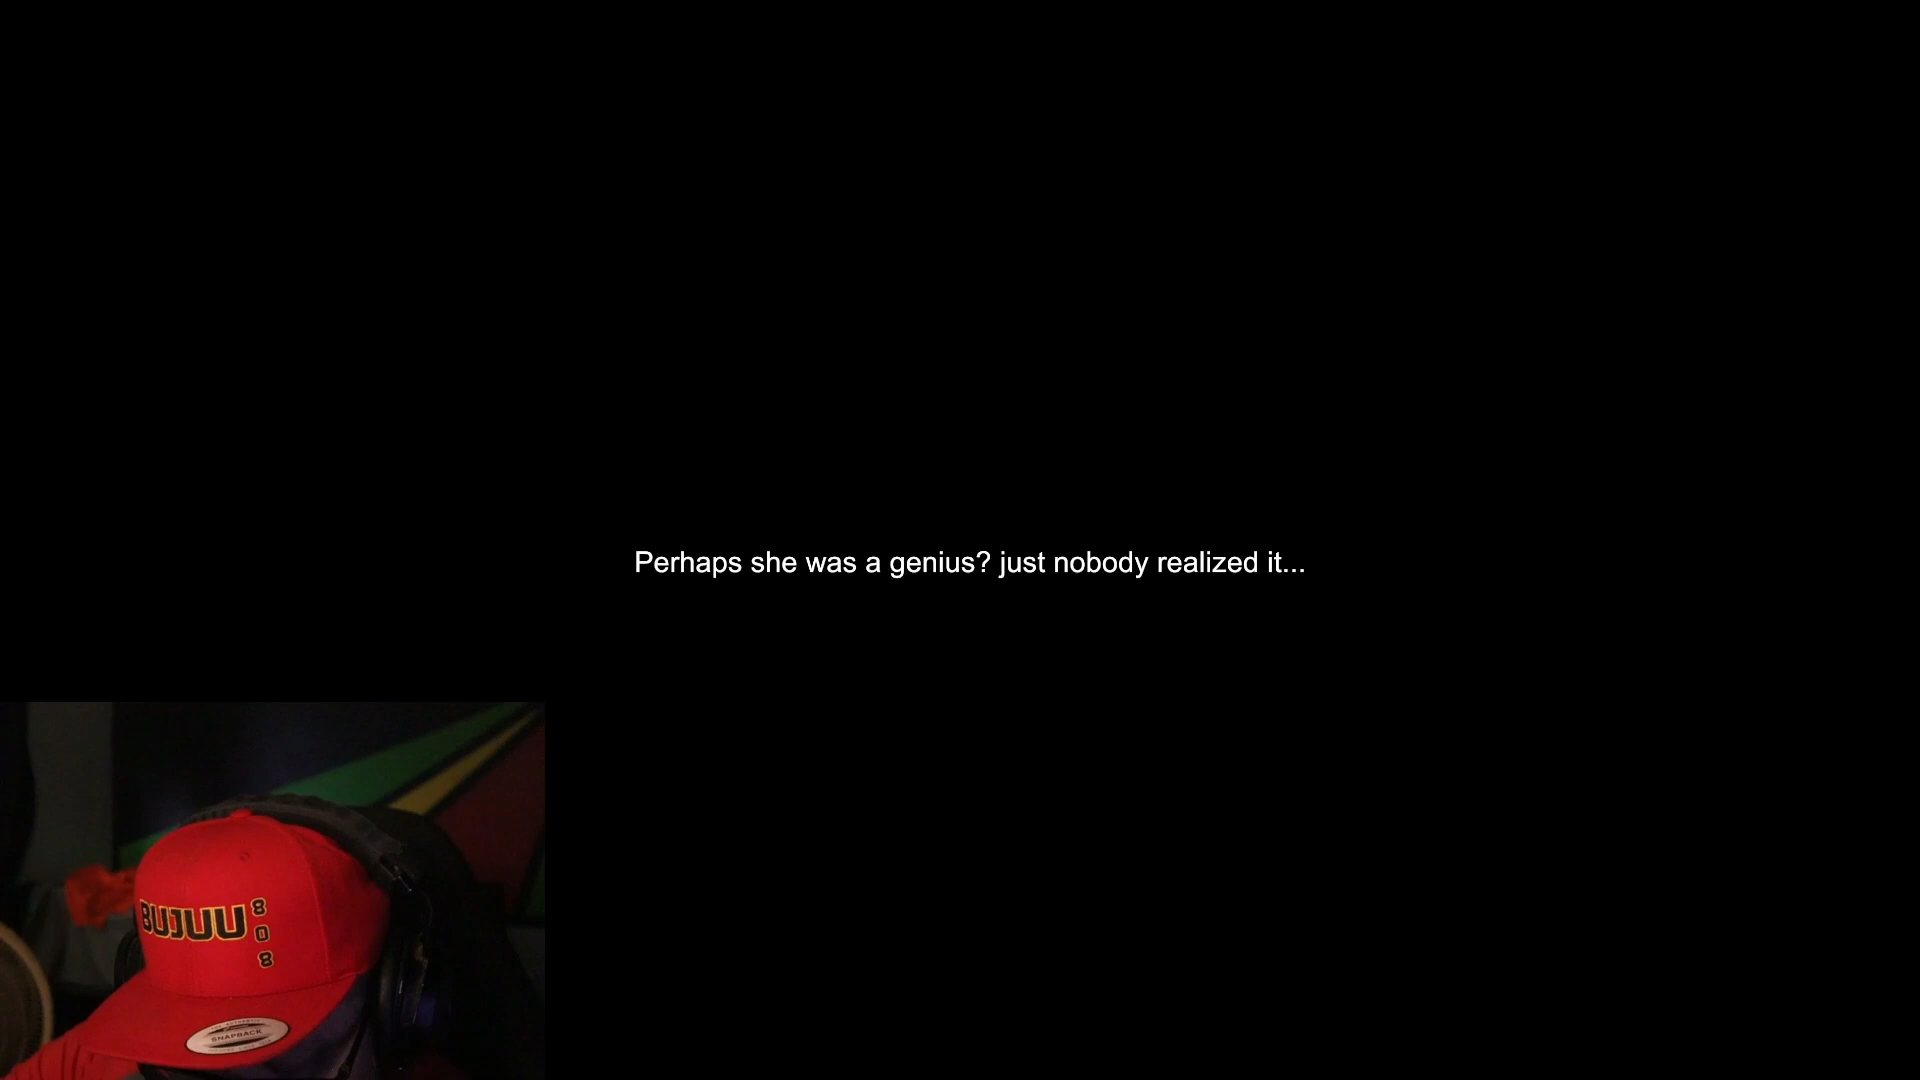 Perhaps she was a genius? just nobody realized it...
BUJUU
8
0
8
SNAPBACK